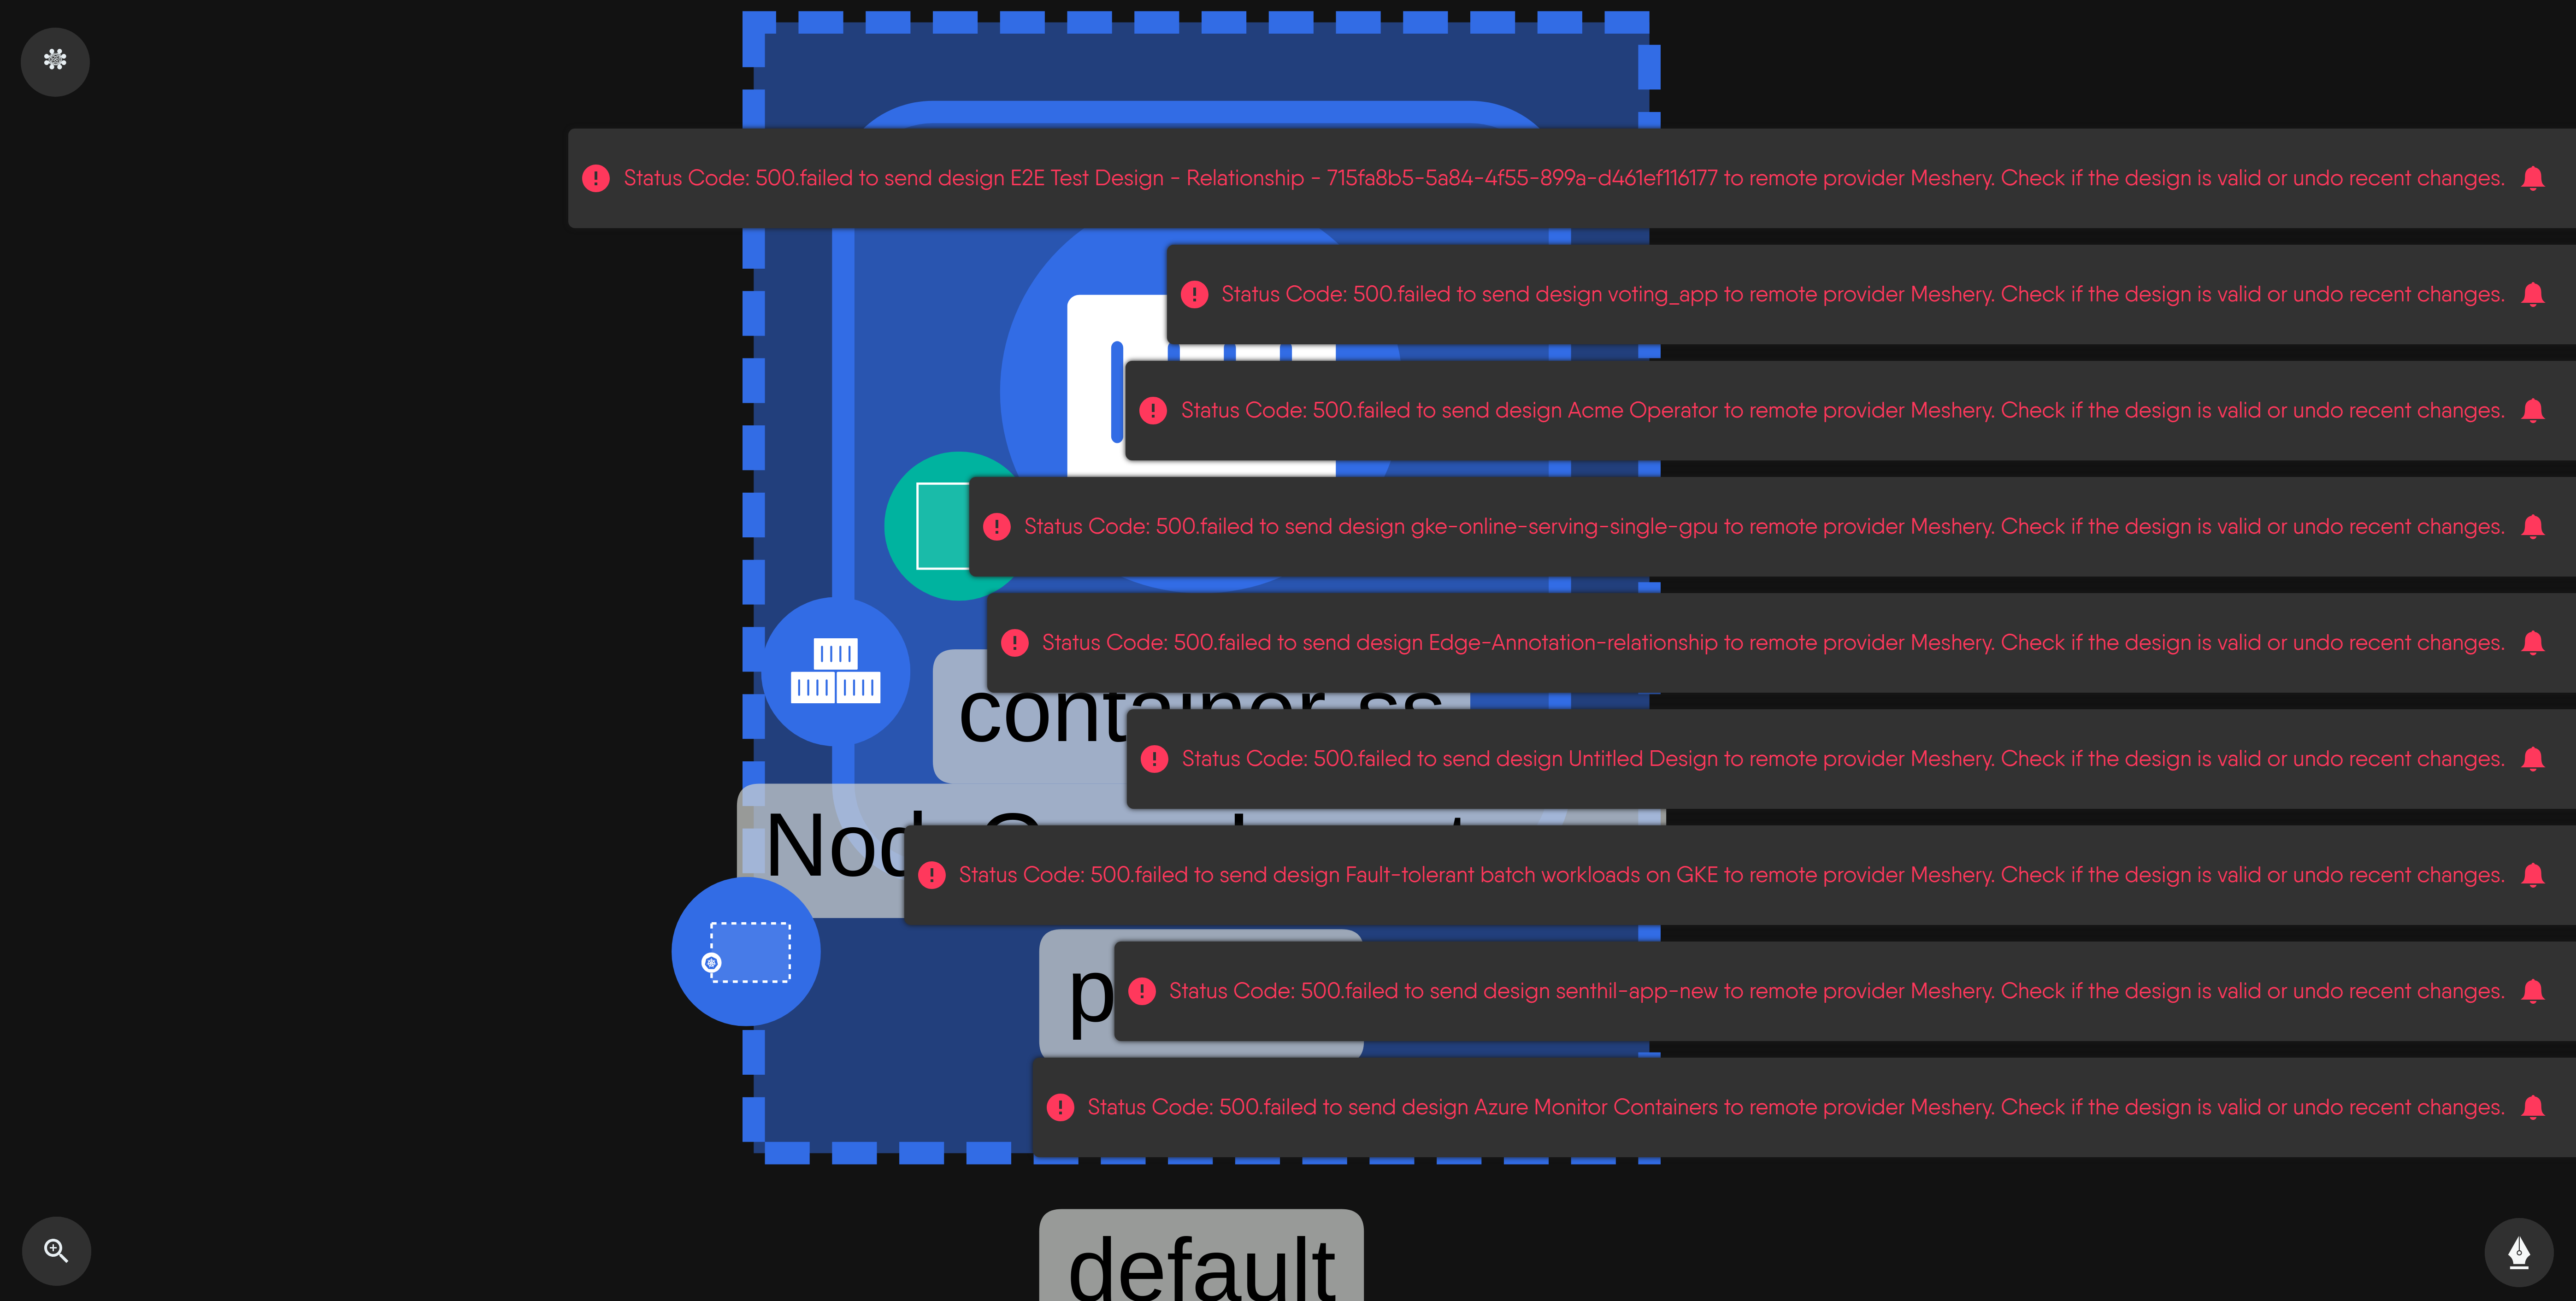 Status Code: 500.failed to send design E2E Test Design - Relationship - 715fa8b5-5a84-4f55-899a-d461ef116177 to remote provider Meshery. Check if the design is valid or undo recent changes.
Status Code: 500.failed to send design voting_app to remote provider Meshery. Check if the design is valid or undo recent changes.
Status Code: 500.failed to send design Acme Operator to remote provider Meshery. Check if the design is valid or undo recent changes.
Status Code: 500.failed to send design gke-online-serving-single-gpu to remote provider Meshery. Check if the design is valid or undo recent changes.
Status Code: 500.failed to send design Edge-Annotation-relationship to remote provider Meshery. Check if the design is valid or undo recent changes.
container-ss
Status Code: 500.failed to send design Untitled Design to remote provider Meshery. Check if the design is valid or undo recent changes.
Status Code: 500.failed to send design Fault-tolerant batch workloads on GKE to remote provider Meshery. Check if the design is valid or undo recent changes.
Status Code: 500.failed to send design senthil-app-new to remote provider Meshery. Check if the design is valid or undo recent changes.
Status Code: 500.failed to send design Azure Monitor Containers to remote provider Meshery. Check if the design is valid or undo recent changes.
default